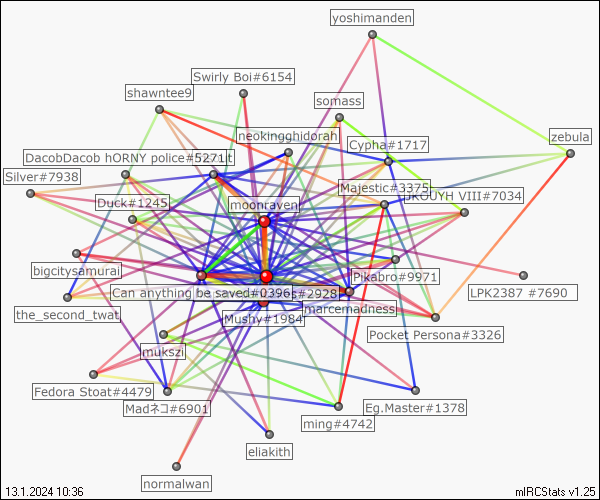 yoshimanden
Swirly Boi#6154
shawntee9
somass
neokingghidorah
zebula
Cypha#1717
DacobDacob hORNY police#5271
Silver#7938
Majestic#3375
VIII#7034
Duck#1245
moonraven
bigcitysamurai
Pikabro#9971
LPK2387 #7690
Can anything be saved#0396
#2928
the_second_twat
Mushy#1984
marcemadness
Pocket Persona#3326
mukszi
Fedora Stoat#4479
Eg.Master#1378
Madネコ#6901
ming#4742
eliakith
normalwan
13.1.2024 10:36
mIRCStats v1.25